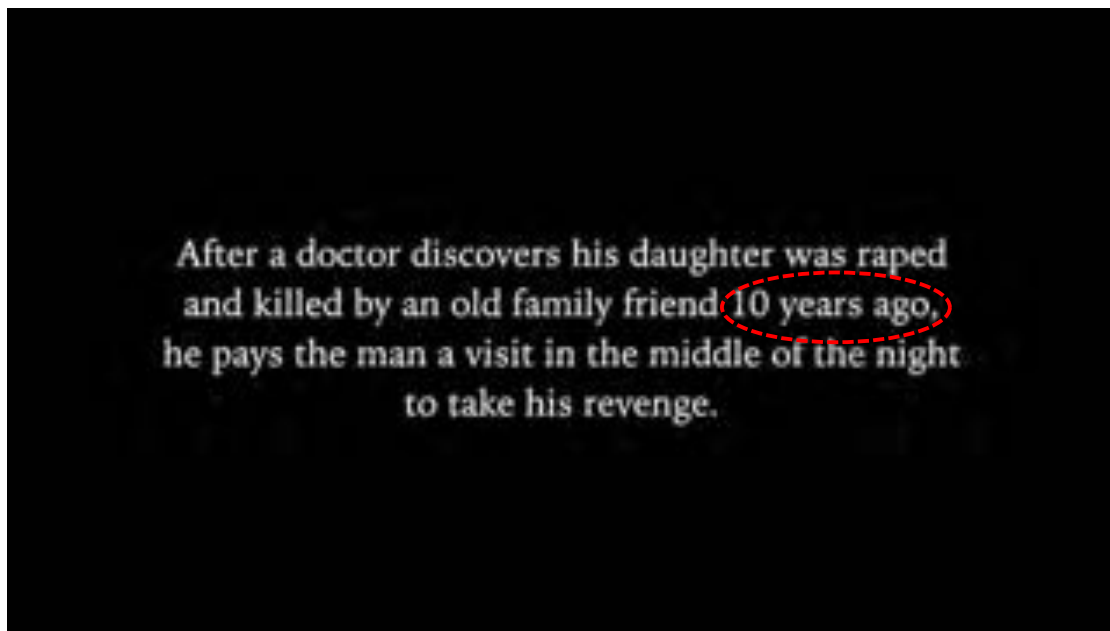 After a doctor discovers his daughter was raped
and killed by an old family friend 10 years ago,
he pays the man a visit in the middle of the night
to take his revenge.